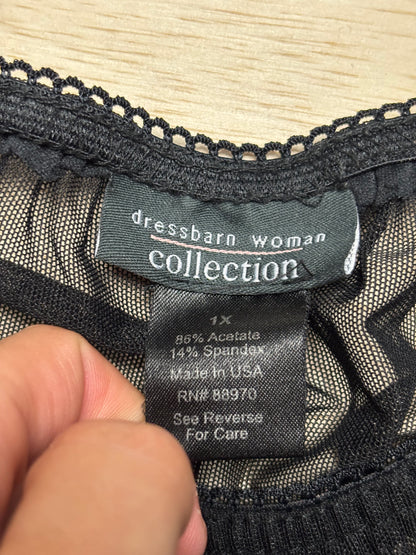 dressbarn woman
collection
1X
86% Acetate
14% Spandex
Made In USA
RN# 88970
See Reverse
For Care